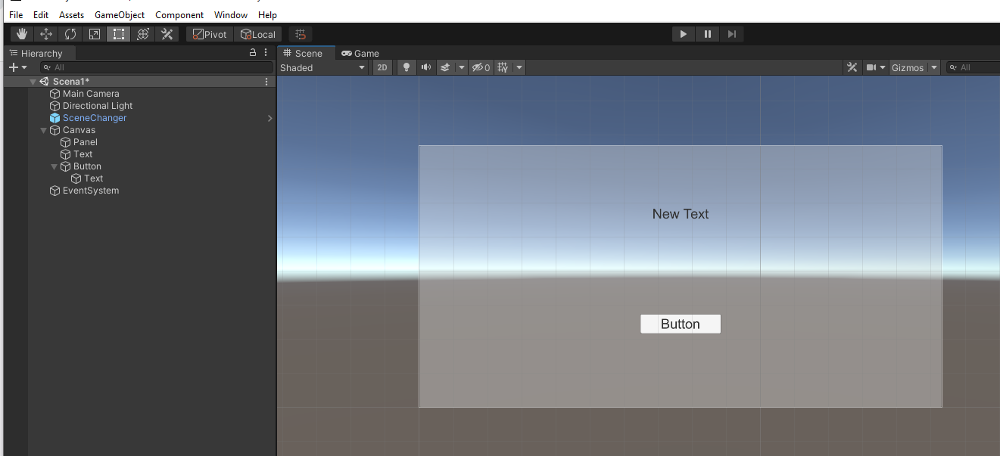 File Edit Assets GameObject Component Window Help
Pivot Local
Hierarchy
Scene Game
All
Shaded 2D 0 Gizmos All
Scena1*
Main Camera
Directional Light
SceneChanger
Canvas
Panel
Text
Button
Text
EventSystem
New Text
Button